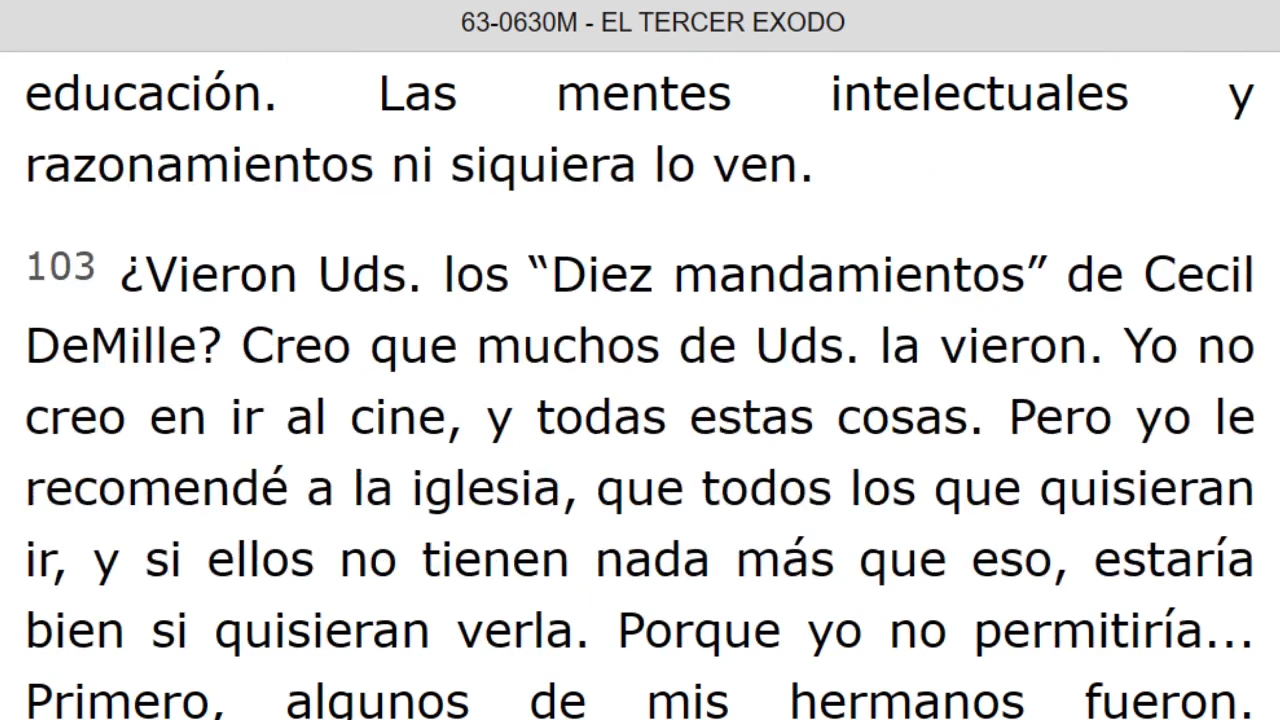 63-0630M - EL TERCER EXODO
educación. Las mentes intelectuales y
razonamientos ni siquiera lo ven.
103 ¿Vieron Uds. los “Diez mandamientos” de Cecil
DeMille? Creo que muchos de Uds. la vieron. Yo no
creo en ir al cine, y todas estas cosas. Pero yo le
recomendé a la iglesia, que todos los que quisieran
ir, y si ellos no tienen nada más que eso, estaría
bien si quisieran verla. Porque yo no permitiría...
Primero, algunos de mis hermanos fueron.